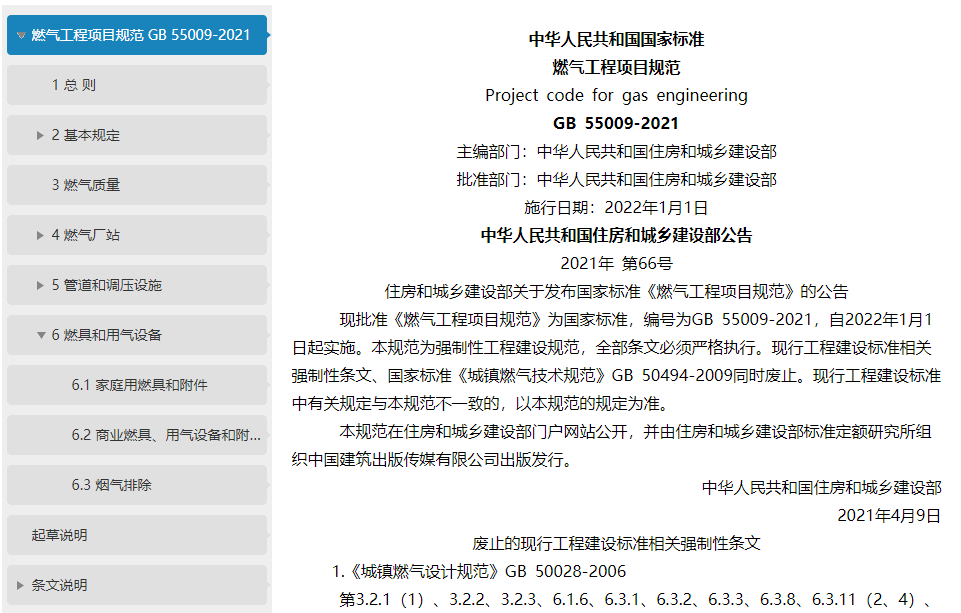 燃气工程项目规范 GB 55009-2021
1 总 则
2 基本规定
3 燃气质量
4 燃气厂站
5 管道和调压设施
6 燃具和用气设备
6.1 家庭用燃具和附件
6.2 商业燃具、用气设备和附...
6.3 烟气排除
起草说明
条文说明
中华人民共和国国家标准
燃气工程项目规范
Project code for gas engineering
GB 55009-2021
主编部门：中华人民共和国住房和城乡建设部
批准部门：中华人民共和国住房和城乡建设部
施行日期：2022年1月1日
中华人民共和国住房和城乡建设部公告
2021年 第66号
住房和城乡建设部关于发布国家标准《燃气工程项目规范》的公告
现批准《燃气工程项目规范》为国家标准，编号为GB 55009-2021，自2022年1月1
日起实施。本规范为强制性工程建设规范，全部条文必须严格执行。现行工程建设标准相关
强制性条文、国家标准《城镇燃气技术规范》GB 50494-2009同时废止。现行工程建设标准
中有关规定与本规范不一致的，以本规范的规定为准。
本规范在住房和城乡建设部门户网站公开，并由住房和城乡建设部标准定额研究所组
织中国建筑出版传媒有限公司出版发行。
中华人民共和国住房和城乡建设部
2021年4月9日
废止的现行工程建设标准相关强制性条文
1.《城镇燃气设计规范》GB 50028-2006
第3.2.1（1）、3.2.2、3.2.3、6.1.6、6.3.1、6.3.2、6.3.3、6.3.8、6.3.11（2、4）、